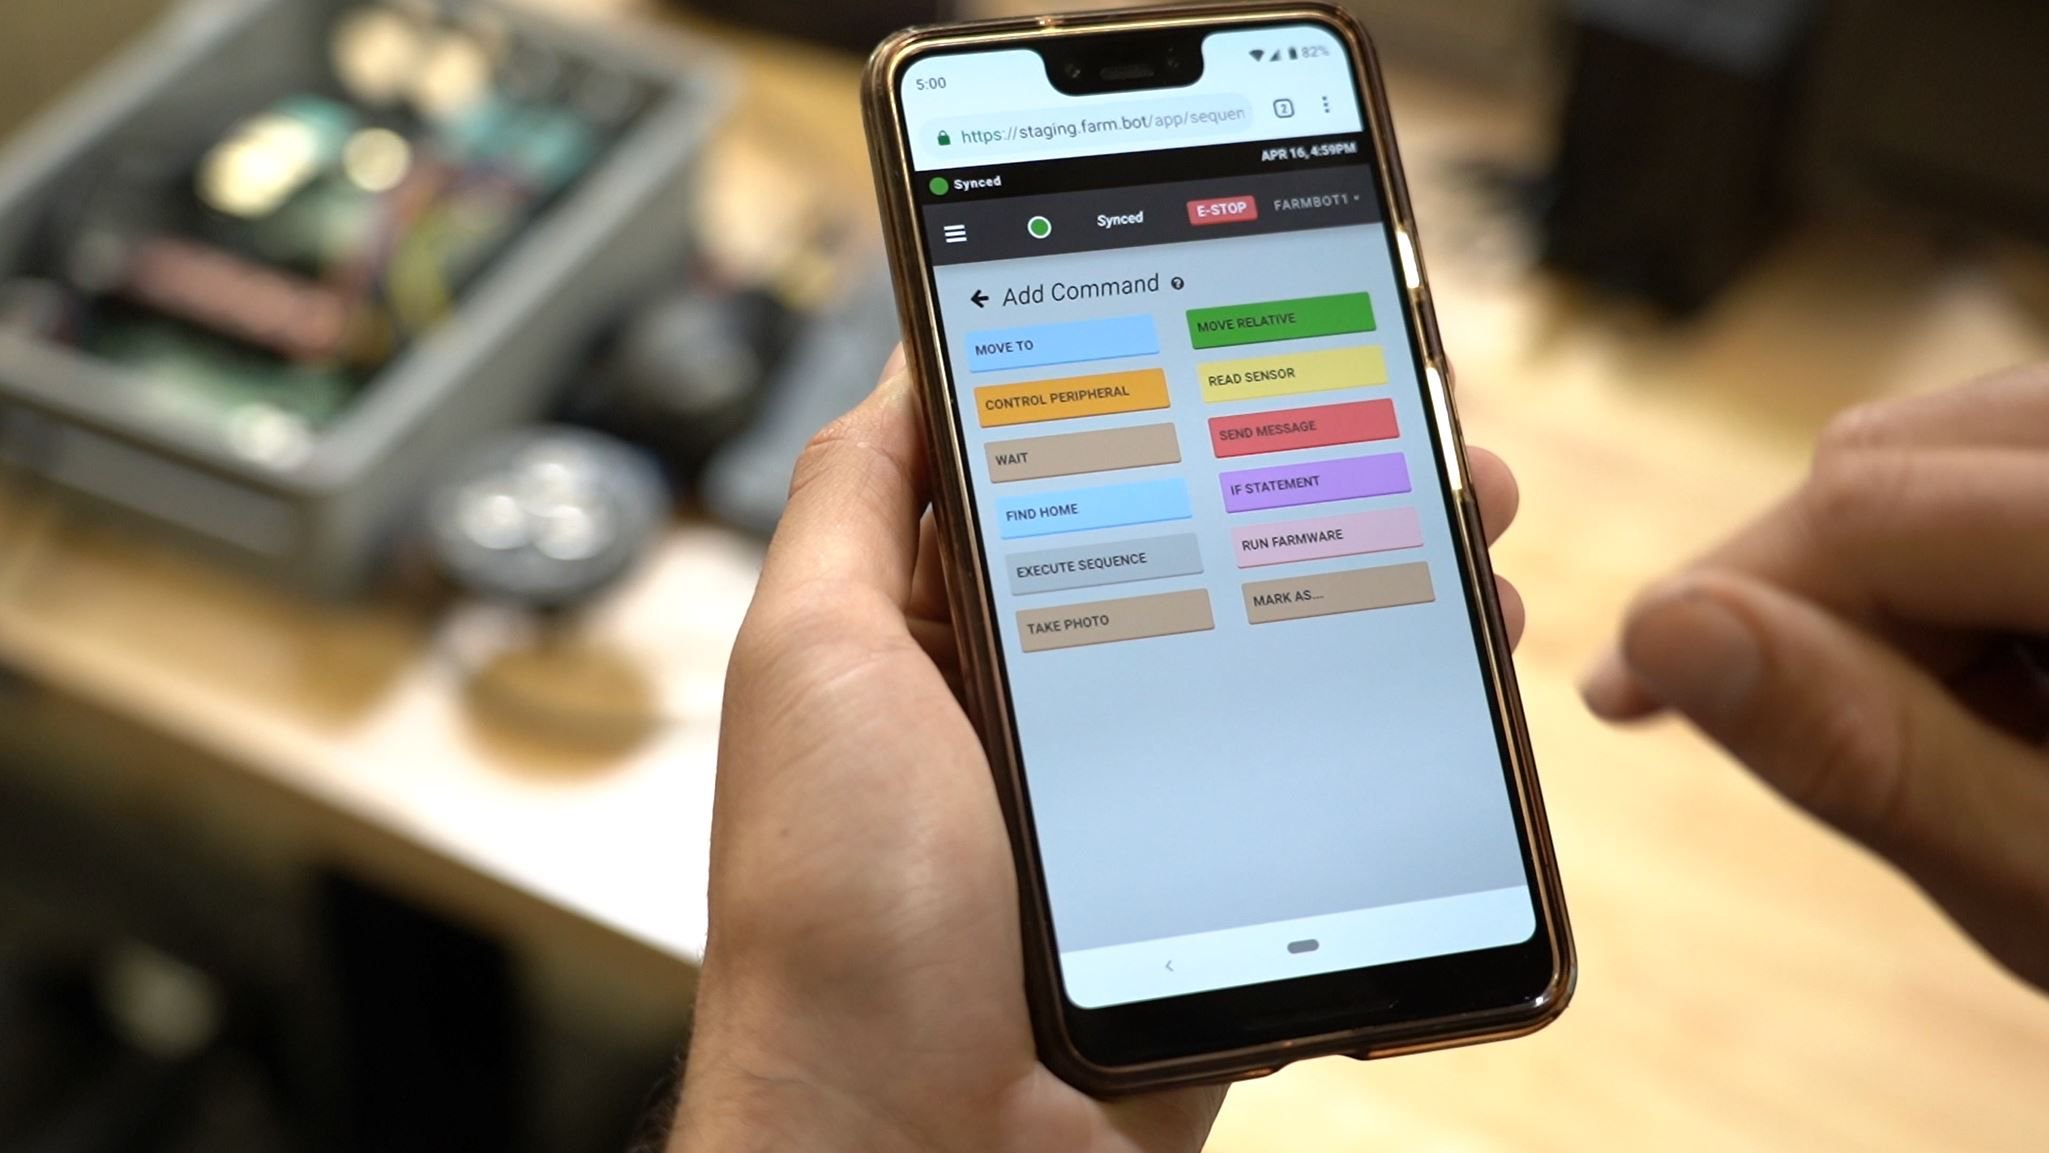 5:00
82%
https://staging.farm.bot/app/sequen
2
APR 16, 4:59PM
Synced
Synced
E-STOP
FARMBOT1
Add Command
MOVE TO
MOVE RELATIVE
CONTROL PERIPHERAL
READ SENSOR
WAIT
SEND MESSAGE
FIND HOME
IF STATEMENT
EXECUTE SEQUENCE
RUN FARMWARE
TAKE PHOTO
MARK AS...